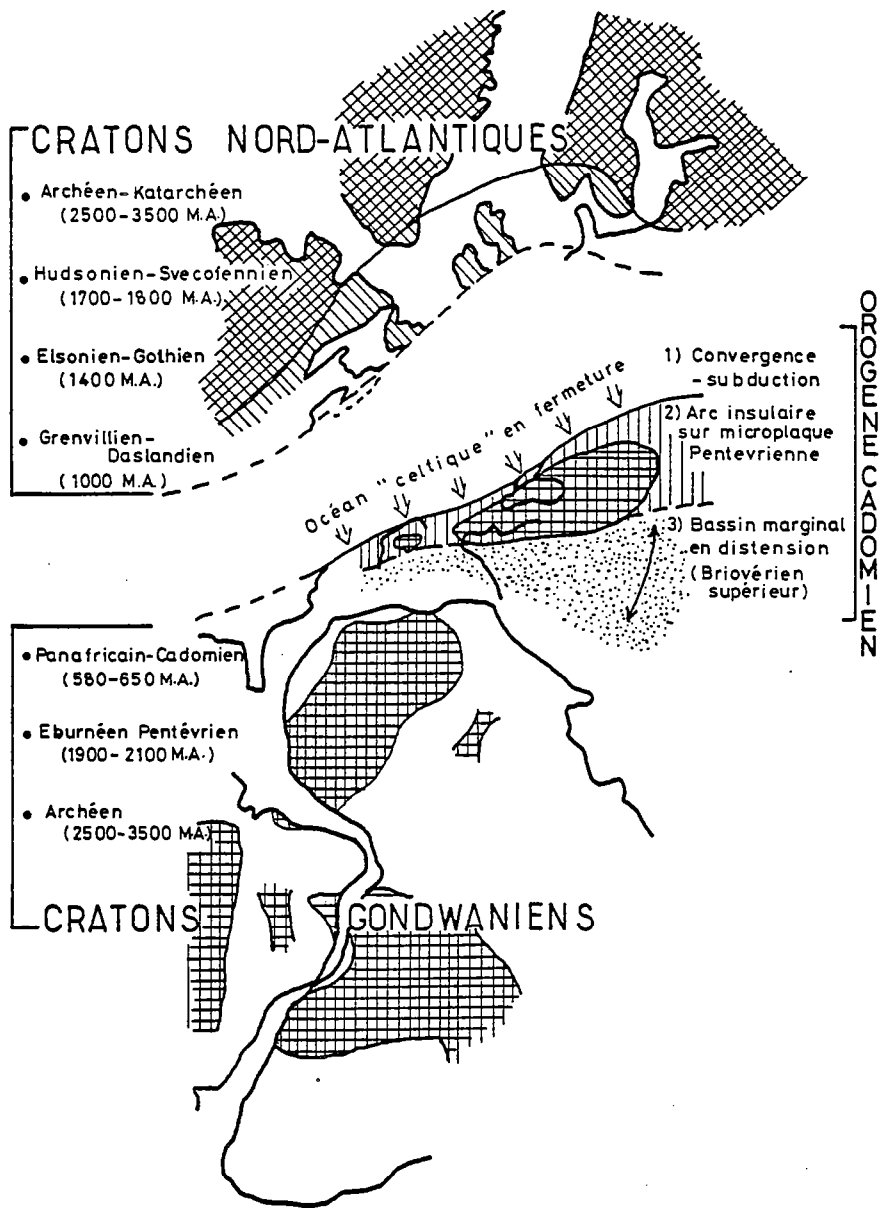 CRATONS NORD-ATLANTIQUES
• Archéen-Katarchéen
(2500-3500 M.A.)
• Hudsonien-Svecofennien
(1700-1800 M.A.)
• Elsonien-Gothien
(1400 M.A.)
• Grenvillien-
Daslandien
(1000 M.A.)
OROGENE CADOMIEN
1) Convergence
-subduction
2) Arc insulaire
sur microplaque
Pentevrienne
3) Bassin marginal
en distension
(Briovérien
supérieur)
Océan "celtique" en fermeture
• Panafricain-Cadomien
(580-650 M.A.)
• Eburnéen Pentévrien
(1900-2100 M.A.)
• Archéen
(2500-3500 M.A.)
CRATONS GONDWANIENS